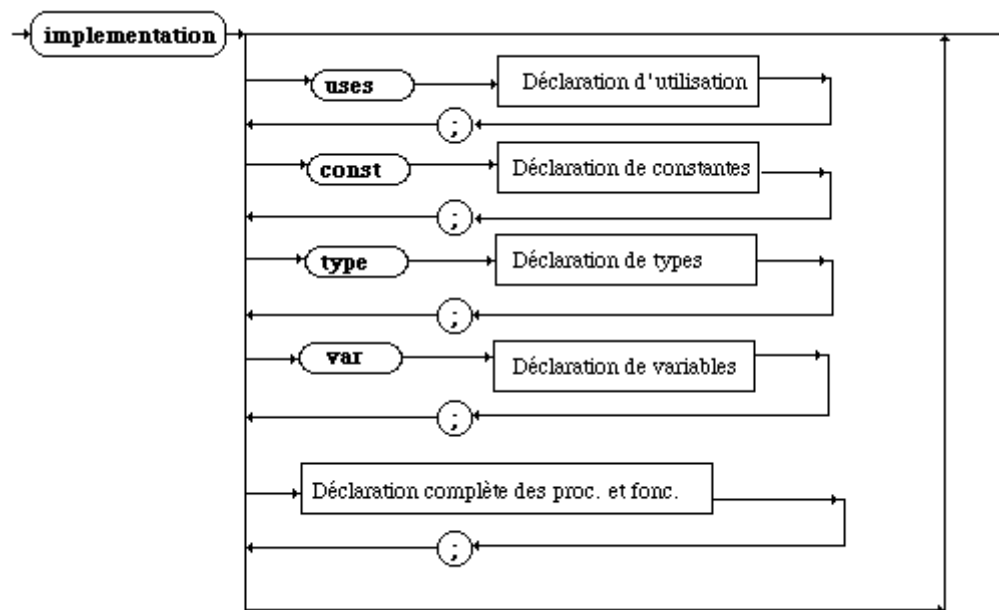 implementation
uses Déclaration d'utilisation
;
const Déclaration de constantes
;
type Déclaration de types
;
var Déclaration de variables
;
Déclaration complète des proc. et fonc.
;